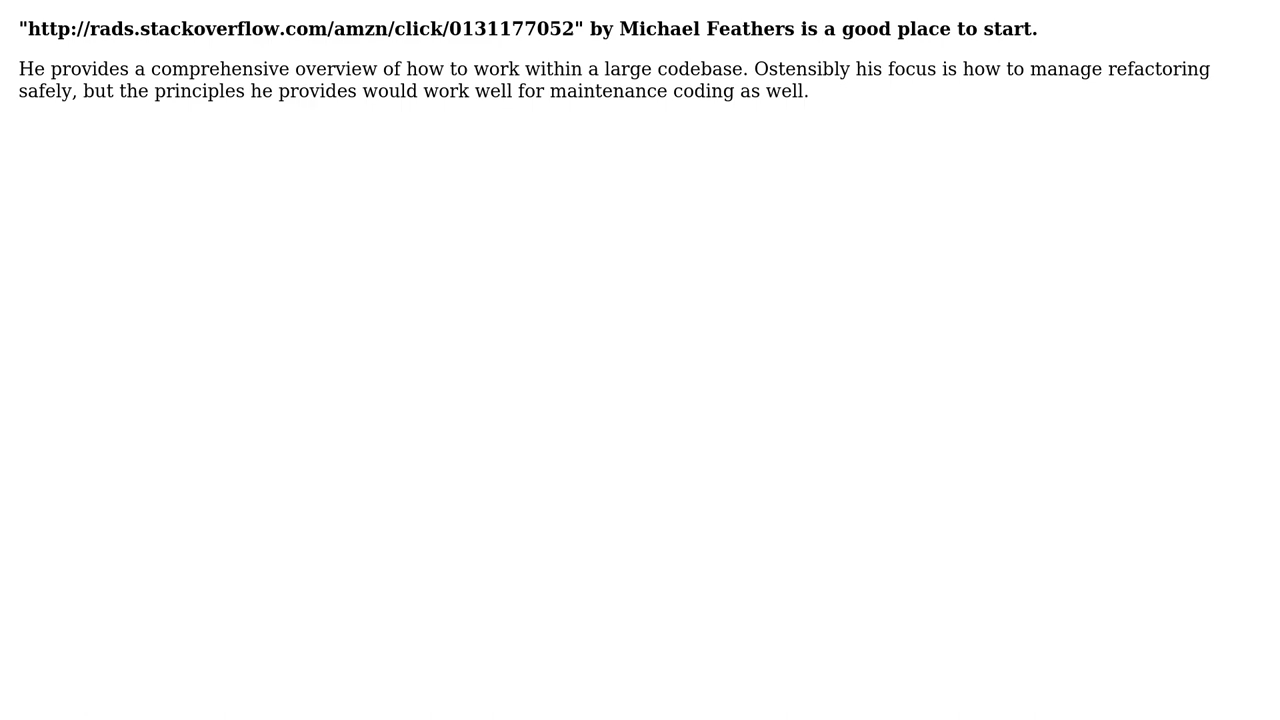 "http://rads.stackoverflow.com/amzn/click/0131177052" by Michael Feathers is a good place to start.
He provides a comprehensive overview of how to work within a large codebase. Ostensibly his focus is how to manage refactoring
safely, but the principles he provides would work well for maintenance coding as well.